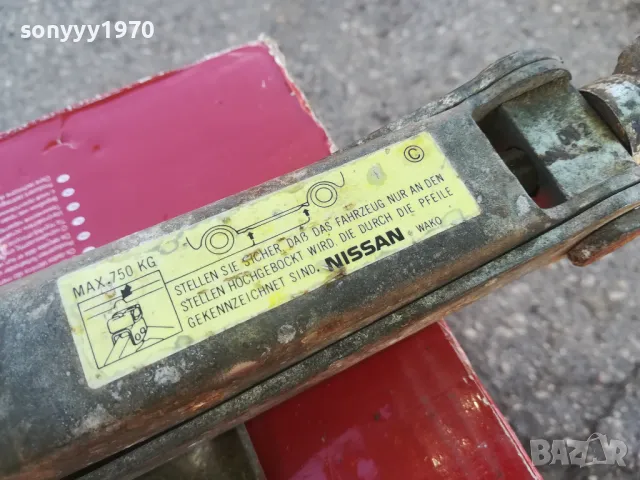 sonyyy1970
C
MAX. 750 KG
STELLEN SIE SICHER, DAß DAS FAHRZEUG NUR AN DEN
STELLEN HOCHGEBOCKT WIRD, DIE DURCH DIE PFEILE
GEKENNZEICHNET SIND. NISSAN WAKO
BAZAR